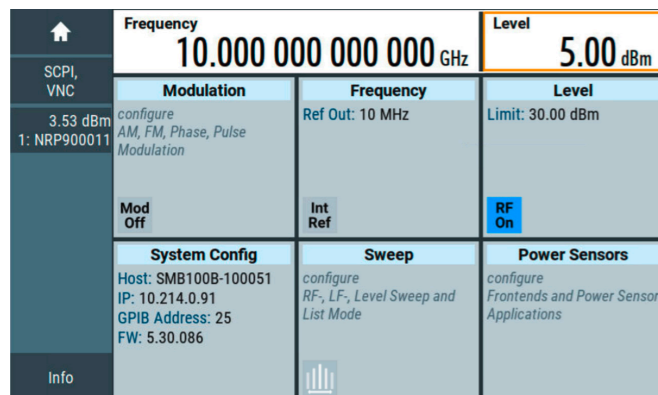 Frequency
10.000 000 000 000 GHz
Level
5.00 dBm
SCPI,
VNC
3.53 dBm
1: NRP900011
Info
Modulation
configure
AM, FM, Phase, Pulse
Modulation
Mod
Off
Frequency
Ref Out: 10 MHz
Int
Ref
Level
Limit: 30.00 dBm
RF
On
System Config
Host: SMB100B-100051
IP: 10.214.0.91
GPIB Address: 25
FW: 5.30.086
Sweep
configure
RF-, LF-, Level Sweep and
List Mode
Power Sensors
configure
Frontends and Power Sensor
Applications